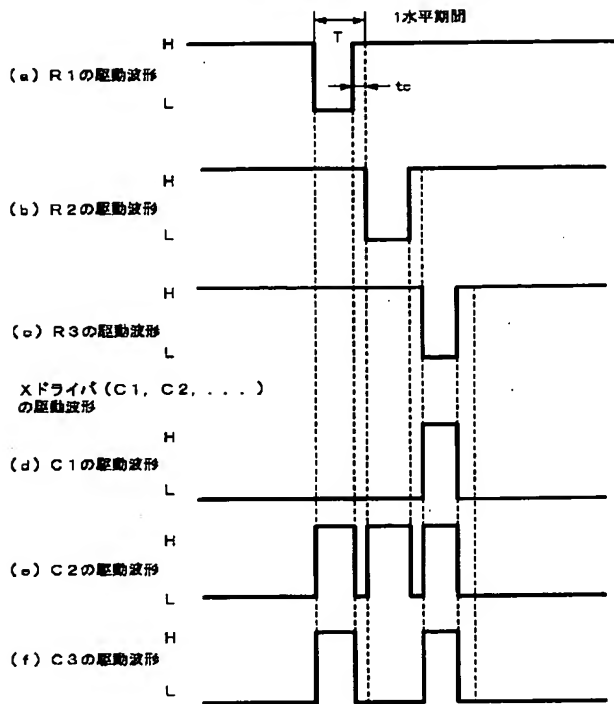 1水平期間
T
H
(a) R1の駆動波形
L
tc
H
(b) R2の駆動波形
L
H
(c) R3の駆動波形
L
Xドライバ (C1, C2, ....)
の駆動波形
H
(d) C1の駆動波形
L
H
(e) C2の駆動波形
L
H
(f) C3の駆動波形
L